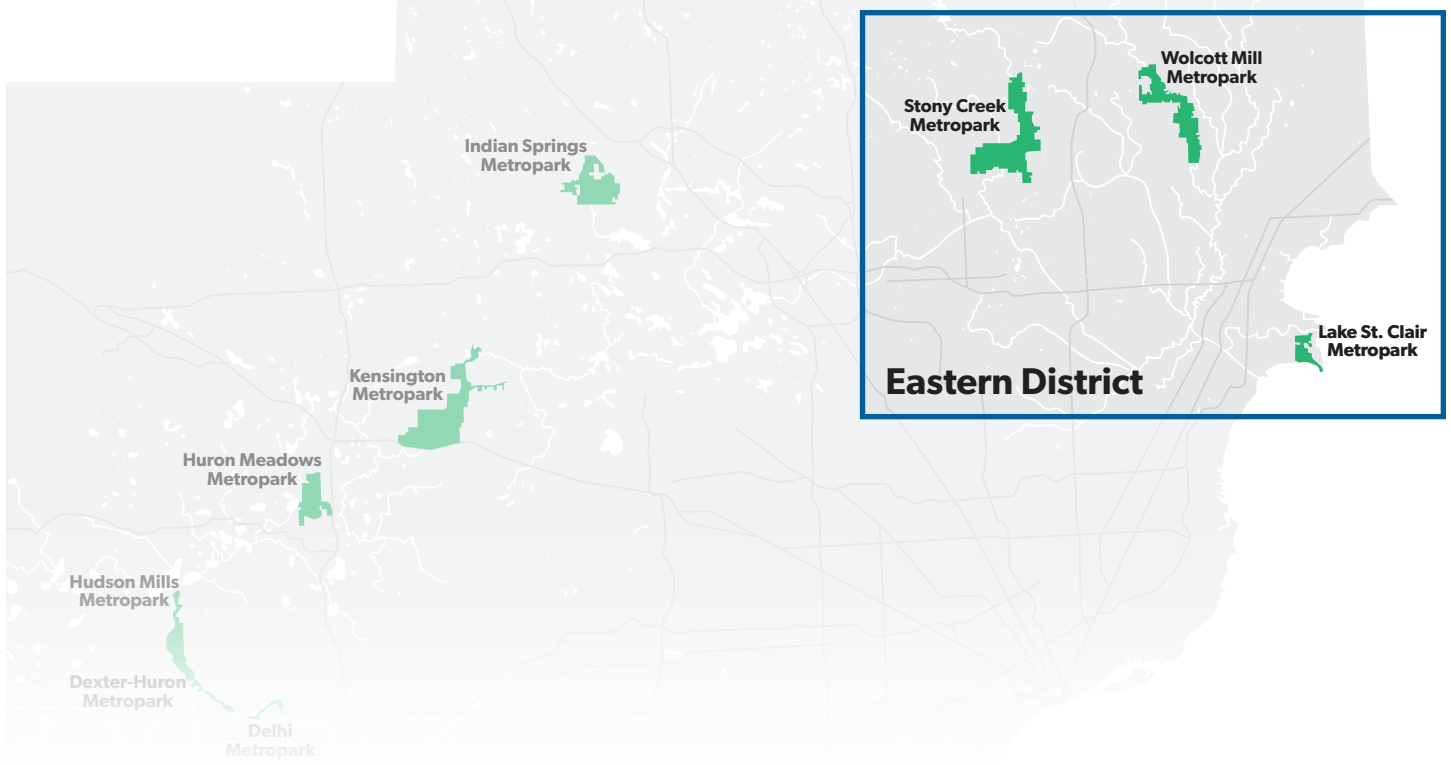 Wolcott Mill
Metropark
Stony Creek
Metropark
Indian Springs
Metropark
Lake St. Clair
Metropark
Eastern District
Kensington
Metropark
Huron Meadows
Metropark
Hudson Mills
Metropark
Dexter-Huron
Metropark
Delhi
Metropark